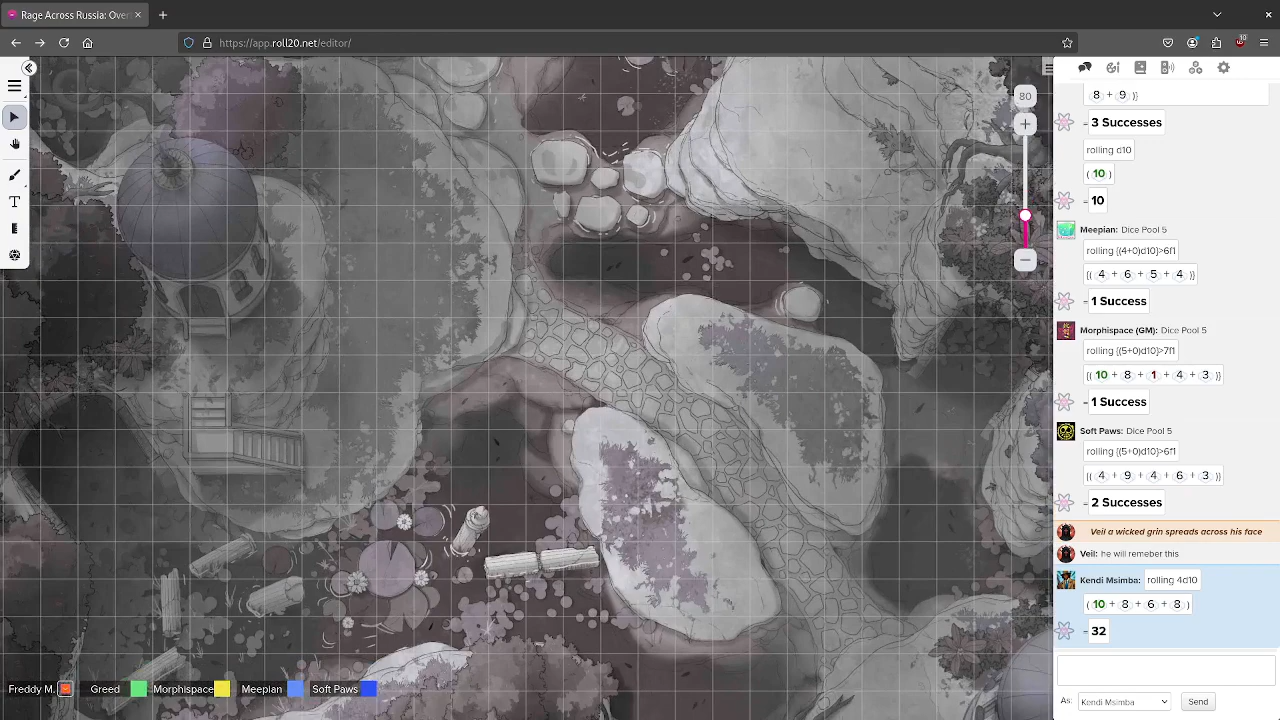 Rage Across Russia: Over
https://app.roll20.net/editor/
10
80
8 + 9 )}
= 3 Successes
rolling d10
( 10 )
= 10
Meepian: Dice Pool 5
rolling {(4+0)d10}>6f1
{( 4 + 6 + 5 + 4 )}
= 1 Success
Morphispace (GM): Dice Pool 5
rolling {(5+0)d10}>7f1
{( 10 + 8 + 1 + 4 + 3 )}
= 1 Success
Soft Paws: Dice Pool 5
rolling {(5+0)d10}>6f1
{( 4 + 9 + 4 + 6 + 3 )}
= 2 Successes
Veil a wicked grin spreads across his face
Veil: he will remeber this
Kendi Msimba: rolling 4d10
( 10 + 8 + 6 + 8 )
= 32
Freddy M. Greed Morphispace Meepian Soft Paws
As: Kendi Msimba Send